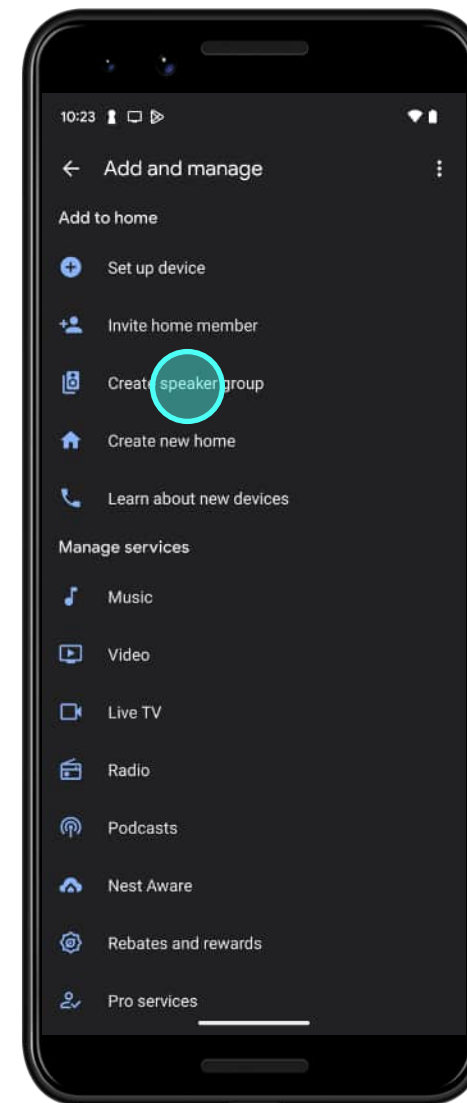 10:23
Add and manage
Add to home
Set up device
Invite home member
Create speaker group
Create new home
Learn about new devices
Manage services
Music
Video
Live TV
Radio
Podcasts
Nest Aware
Rebates and rewards
Pro services